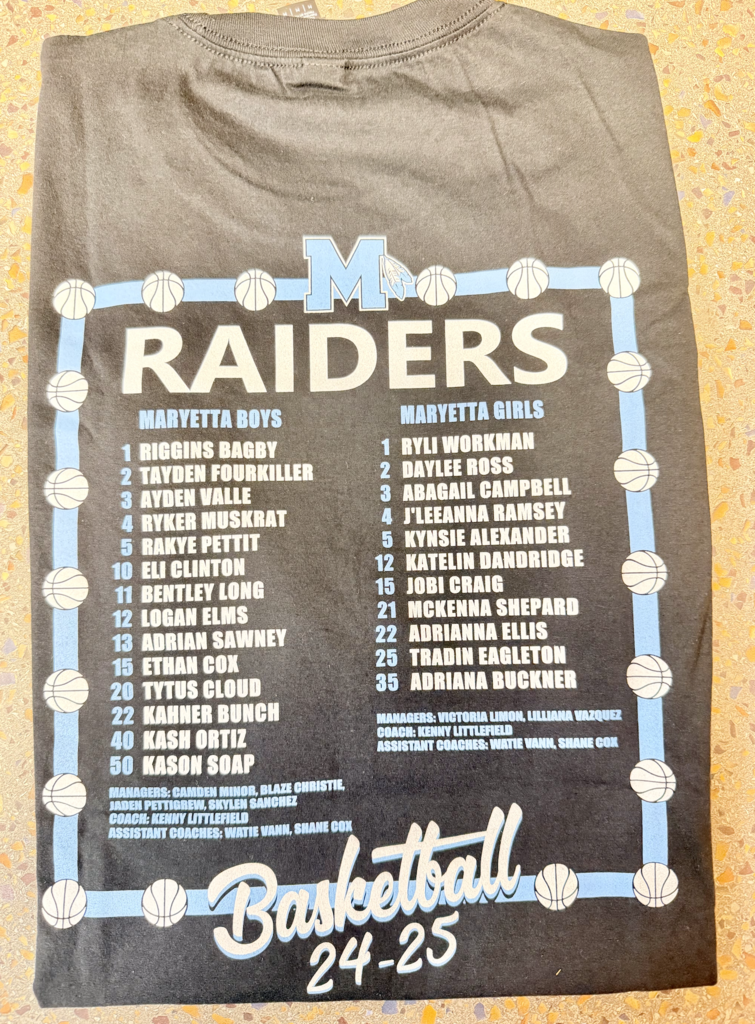 M
RAIDERS
MARYETTA BOYS
1 RIGGINS BAGBY
2 TAYDEN FOURKILLER
3 AYDEN VALLE
4 RYKER MUSKRAT
5 RAKYE PETTIT
10 ELI CLINTON
11 BENTLEY LONG
12 LOGAN ELMS
13 ADRIAN SAWNEY
15 ETHAN COX
20 TYTUS CLOUD
22 KAHNER BUNCH
40 KASH ORTIZ
50 KASON SOAP
MANAGERS: CAMDEN MINOR, BLAZE CHRISTIE,
JADEN PETTIGREW, SKYLEN SANCHEZ
COACH: KENNY LITTLEFIELD
ASSISTANT COACHES: WATIE VANN, SHANE COX
MARYETTA GIRLS
1 RYLI WORKMAN
2 DAYLEE ROSS
3 ABAGAIL CAMPBELL
4 J'LEEANNA RAMSEY
5 KYNSIE ALEXANDER
12 KATELIN DANDRIDGE
15 JOBI CRAIG
21 MCKENNA SHEPARD
22 ADRIANNA ELLIS
25 TRADIN EAGLETON
35 ADRIANA BUCKNER
MANAGERS: VICTORIA LIMON, LILLIANA VAZQUEZ
COACH: KENNY LITTLEFIELD
ASSISTANT COACHES: WATIE VANN, SHANE COX
Basketball
24-25